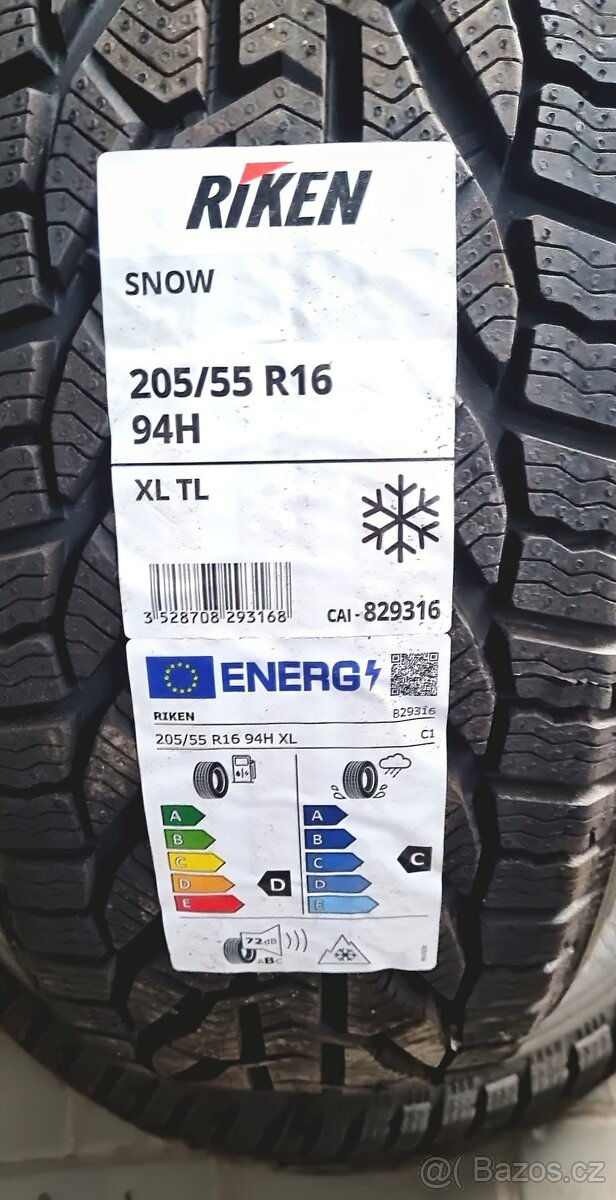 RIKEN
SNOW
205/55 R16
94H
XL TL
3 528708 293168
CAI-829316
ENERG
RIKEN 829316
205/55 R16 94H XL C1
A A
B B
C C C
D D D
E E
72dB
ABC
@( Bazos.cz